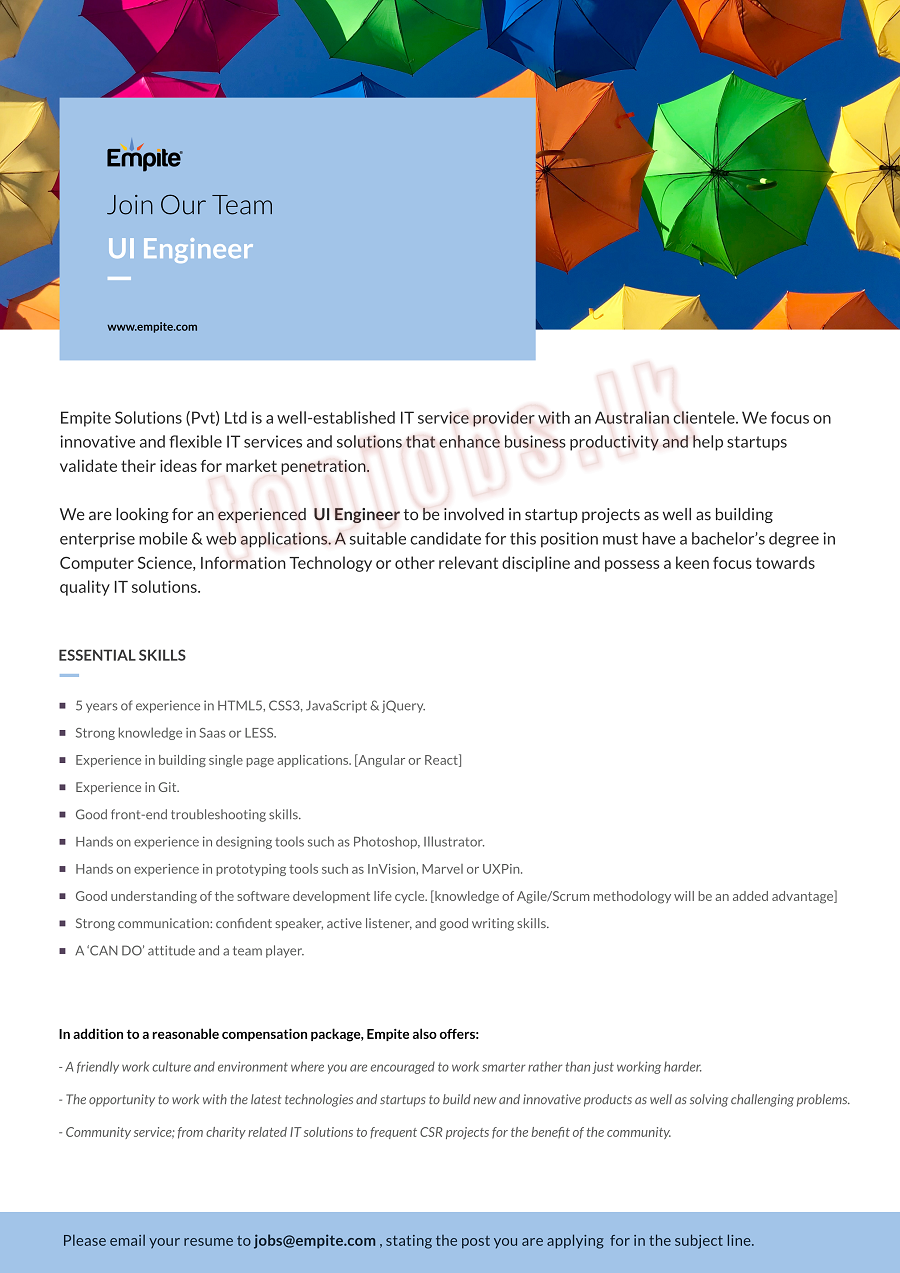 Empite
Join Our Team
UI Engineer
www.empite.com
topjobs.lk
Empite Solutions (Pvt) Ltd is a well-established IT service provider with an Australian clientele. We focus on
innovative and flexible IT services and solutions that enhance business productivity and help startups
validate their ideas for market penetration.
We are looking for an experienced UI Engineer to be involved in startup projects as well as building
enterprise mobile & web applications. A suitable candidate for this position must have a bachelor’s degree in
Computer Science, Information Technology or other relevant discipline and possess a keen focus towards
quality IT solutions.
ESSENTIAL SKILLS
5 years of experience in HTML5, CSS3, JavaScript & jQuery.
Strong knowledge in Saas or LESS.
Experience in building single page applications. [Angular or React]
Experience in Git.
Good front-end troubleshooting skills.
Hands on experience in designing tools such as Photoshop, Illustrator.
Hands on experience in prototyping tools such as InVision, Marvel or UXPin.
Good understanding of the software development life cycle. [knowledge of Agile/Scrum methodology will be an added advantage]
Strong communication: confident speaker, active listener, and good writing skills.
A ‘CAN DO’ attitude and a team player.
In addition to a reasonable compensation package, Empite also offers:
- A friendly work culture and environment where you are encouraged to work smarter rather than just working harder.
- The opportunity to work with the latest technologies and startups to build new and innovative products as well as solving challenging problems.
- Community service; from charity related IT solutions to frequent CSR projects for the benefit of the community.
Please email your resume to jobs@empite.com , stating the post you are applying for in the subject line.